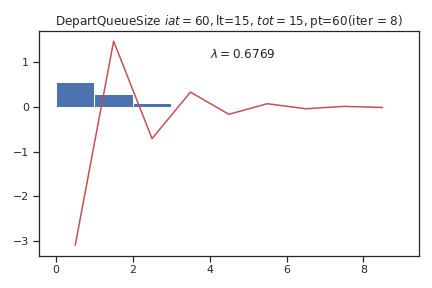 DepartQueueSize iat = 60, lt=15, tot = 15, pt=60(iter = 8)
λ = 0.6769
1
0
−1
−2
−3
0 2 4 6 8